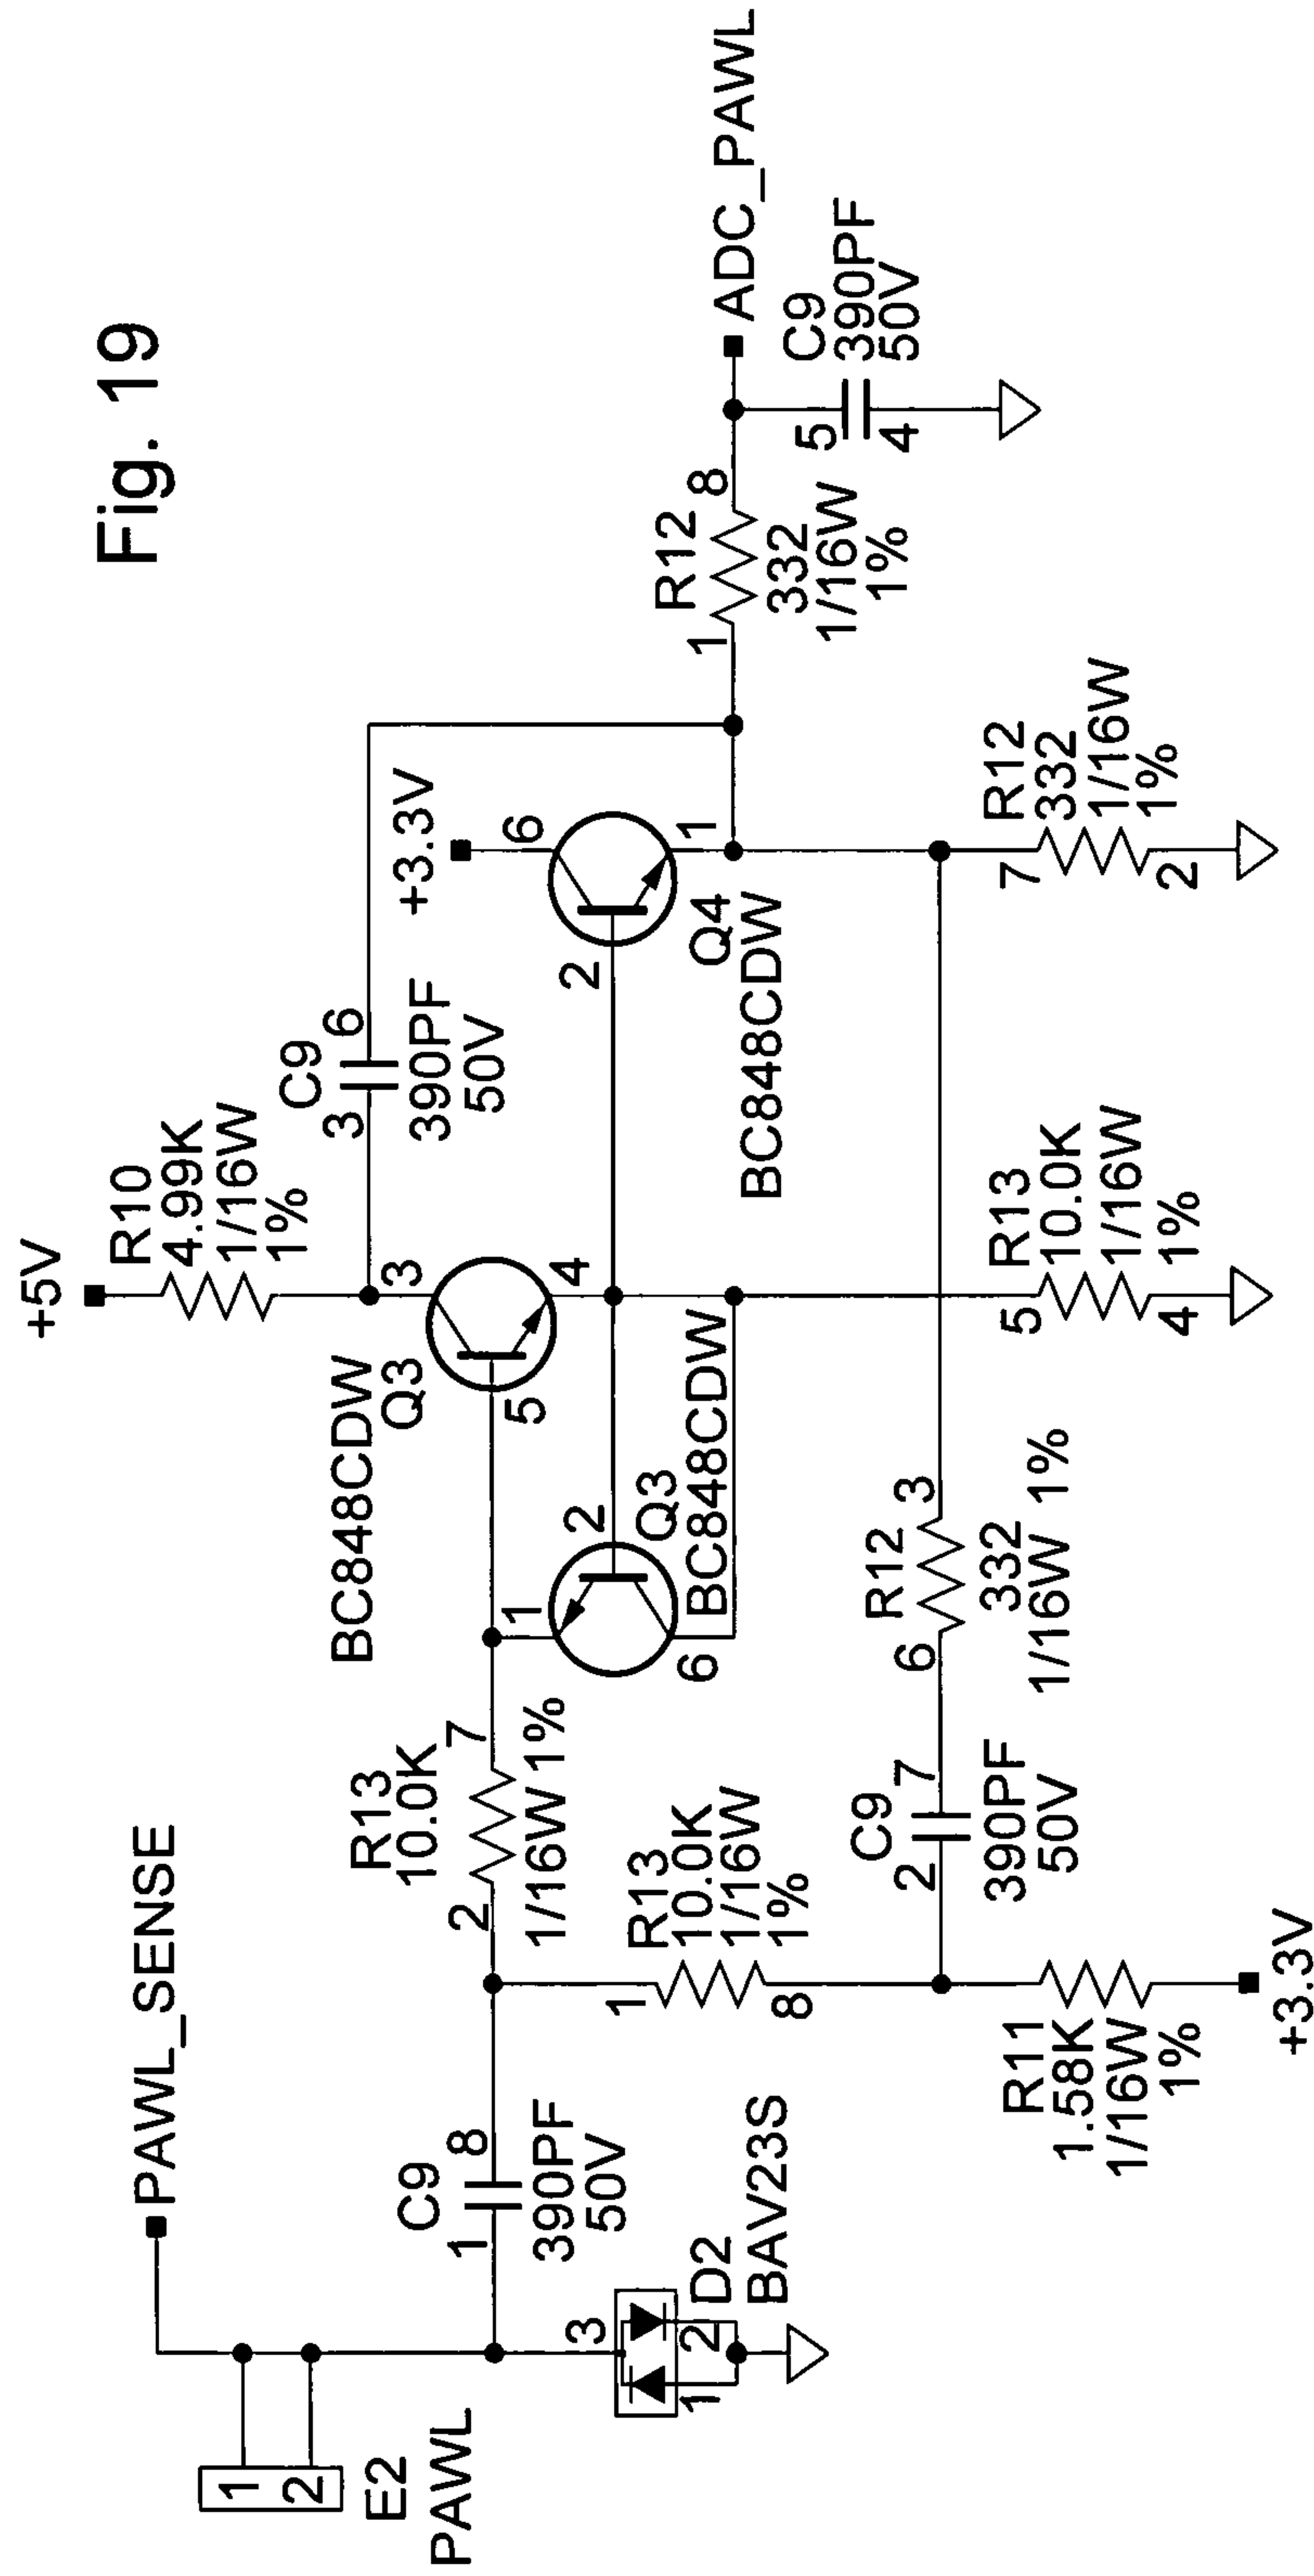 Fig. 19
+5V
PAWL_SENSE
R10
4.99K
1/16W
1%
BC848CDW
Q3
3
4
5
C9
3
6
390PF
50V
+3.3V
6
2
1
Q4
BC848CDW
E2
PAWL
1
2
C9
1
8
390PF
50V
R13
10.0K
2
7
1/16W 1%
1
2
6
Q3
BC848CDW
R12
1
8
332
1/16W
1%
ADC_PAWL
C9
390PF
50V
5
4
3
1
2
D2
BAV23S
R13
10.0K
1/16W
1%
1
8
C9
2
7
390PF
50V
R12
6
3
332
1/16W 1%
R13
10.0K
1/16W
1%
5
4
R12
332
1/16W
1%
7
2
R11
1.58K
1/16W
1%
+3.3V